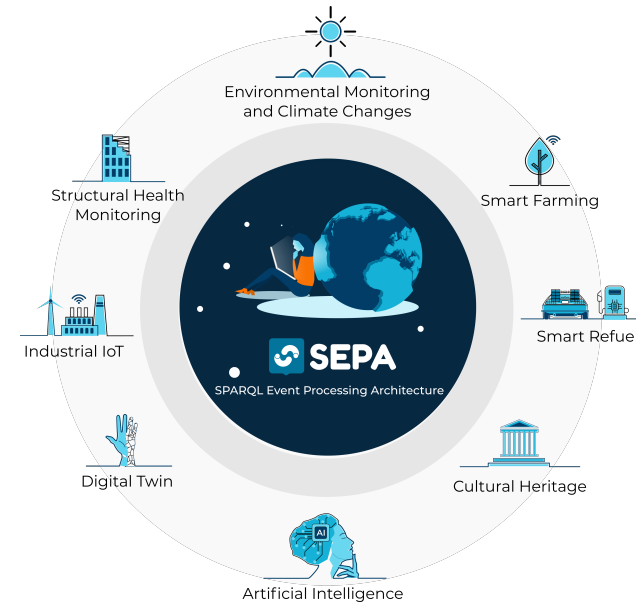 Environmental Monitoring
and Climate Changes
Structural Health
Monitoring
Smart Farming
SEPA
SPARQL Event Processing Architecture
Industrial IoT
Smart Refue
Digital Twin
Cultural Heritage
AI
Artificial Intelligence